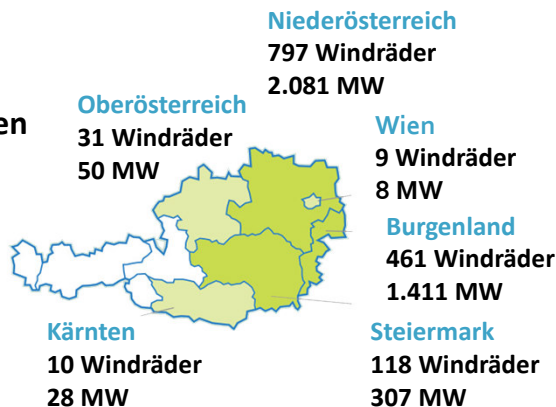 Niederösterreich
797 Windräder
2.081 MW
Oberösterreich
31 Windräder
50 MW
en
Wien
9 Windräder
8 MW
Burgenland
461 Windräder
1.411 MW
Kärnten
10 Windräder
28 MW
Steiermark
118 Windräder
307 MW